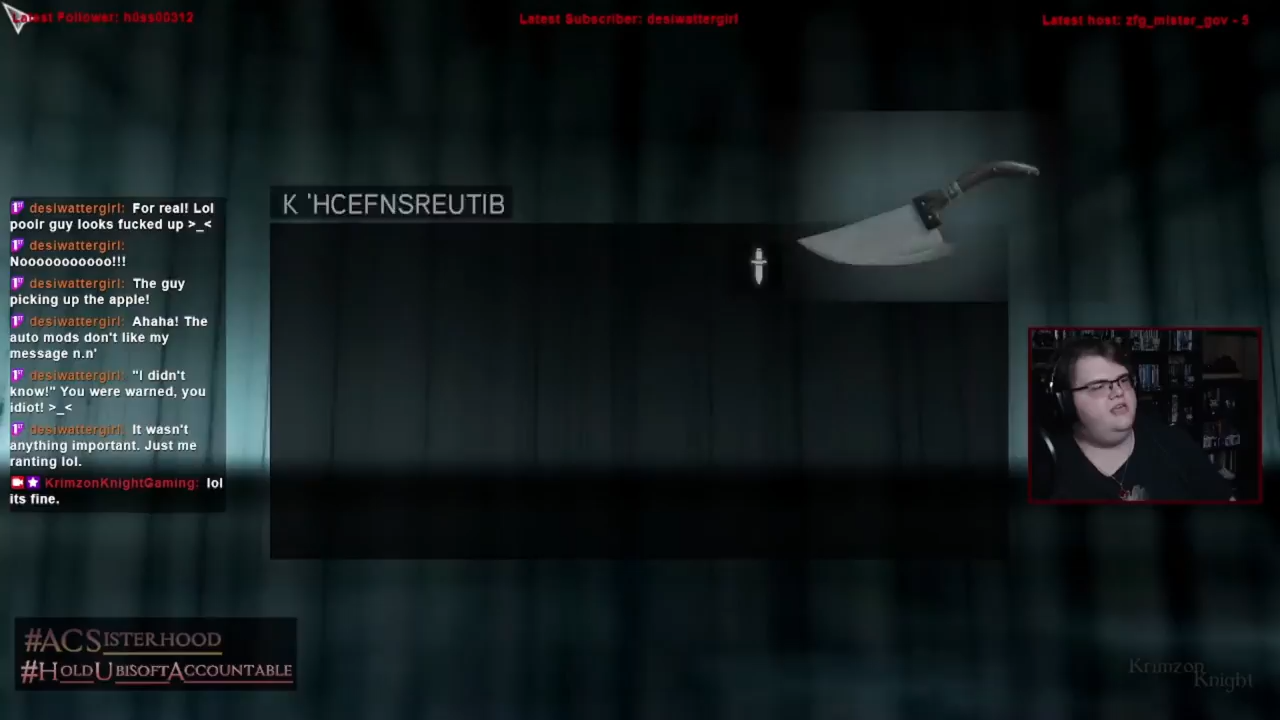 Latest Follower: h0ss00312
Latest Subscriber: desiwattergirl
Latest host: zfg_mister_gov - 5
K 'HCEFNSREUTIB
desiwattergirl: For real! Lol
poolr guy looks fucked up >_<
desiwattergirl:
Nooooooooooo!!!
desiwattergirl: The guy
picking up the apple!
desiwattergirl: Ahaha! The
auto mods don't like my
message n.n'
desiwattergirl: "I didn't
know!" You were warned, you
idiot! >_<
desiwattergirl: It wasn't
anything important. Just me
ranting lol.
KrimzonKnightGaming: lol
its fine.
#ACSISTERHOOD
#HOLDUBISOFTACCOUNTABLE
Krimzon
Knight